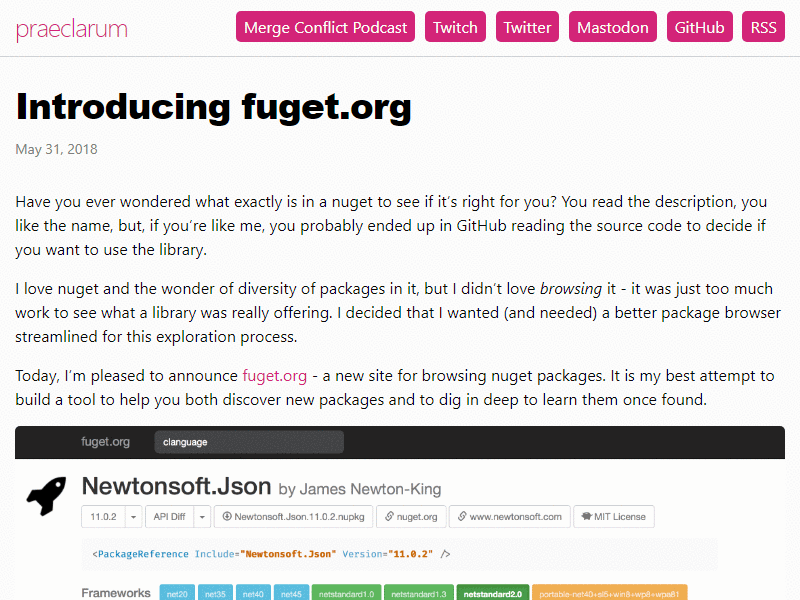 praeclarum
Merge Conflict Podcast Twitch Twitter Mastodon GitHub RSS
Introducing fuget.org
May 31, 2018
Have you ever wondered what exactly is in a nuget to see if it's right for you? You read the description, you
like the name, but, if you're like me, you probably ended up in GitHub reading the source code to decide if
you want to use the library.
I love nuget and the wonder of diversity of packages in it, but I didn't love browsing it - it was just too much
work to see what a library was really offering. I decided that I wanted (and needed) a better package browser
streamlined for this exploration process.
Today, I'm pleased to announce fuget.org - a new site for browsing nuget packages. It is my best attempt to
build a tool to help you both discover new packages and to dig in deep to learn them once found.
fuget.org clanguage
Newtonsoft.Json by James Newton-King
11.0.2 API Diff Newtonsoft.Json.11.0.2.nupkg nuget.org www.newtonsoft.com MIT License
<PackageReference Include="Newtonsoft.Json" Version="11.0.2" />
Frameworks net20 net35 net40 net45 netstandard1.0 netstandard1.3 netstandard2.0 portable-net40+sl5+win8+wp8+wpa81